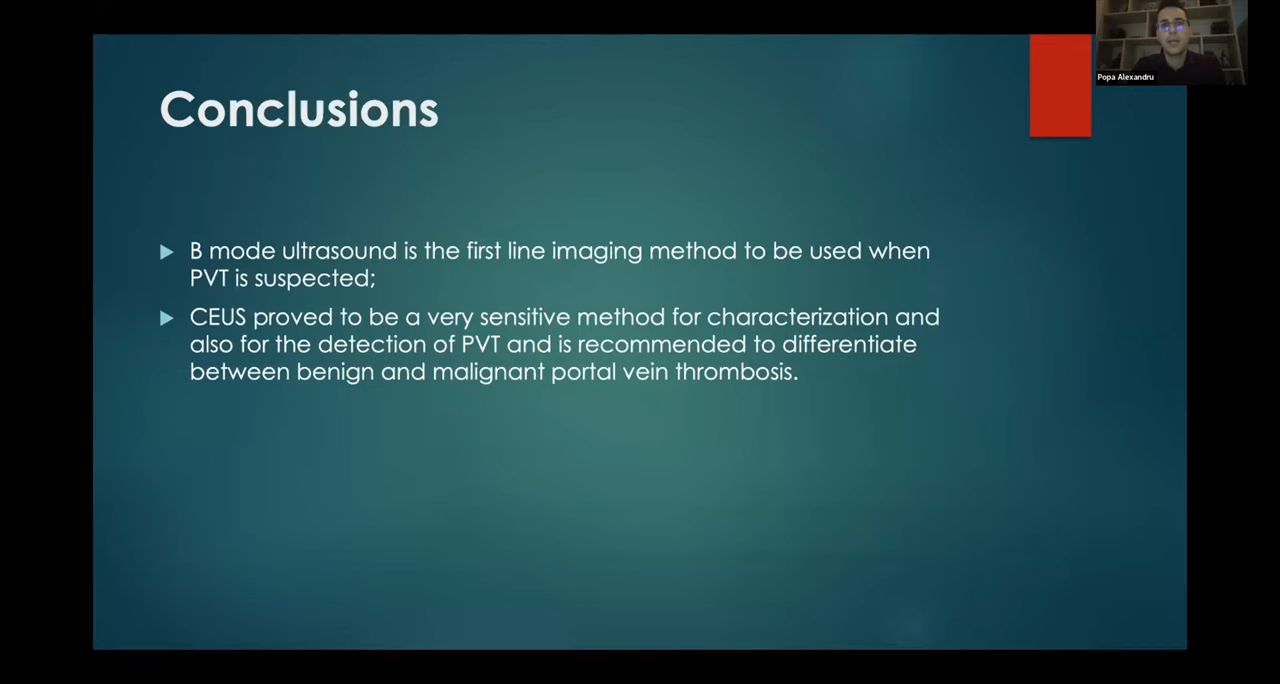 Popa Alexandru
Conclusions
B mode ultrasound is the first line imaging method to be used when
PVT is suspected;
CEUS proved to be a very sensitive method for characterization and
also for the detection of PVT and is recommended to differentiate
between benign and malignant portal vein thrombosis.